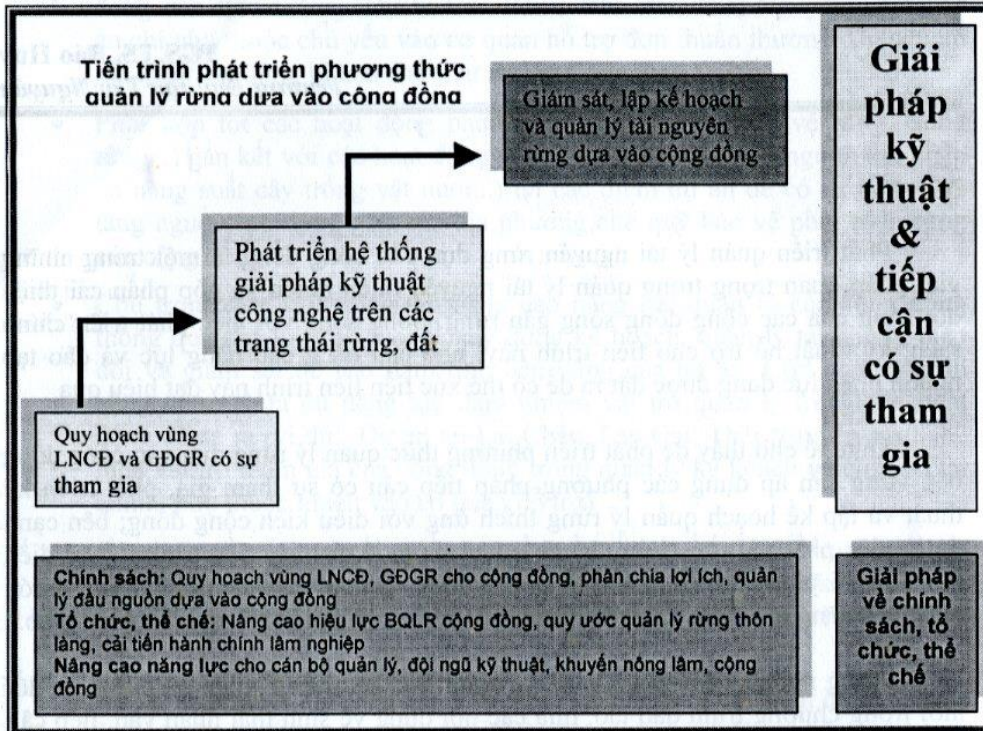 Tiến trình phát triển phương thức
quản lý rừng dựa vào cộng đồng
Giám sát, lập kế hoạch
và quản lý tài nguyên
rừng dựa vào cộng đồng
Phát triển hệ thống
giải pháp kỹ thuật
công nghệ trên các
trạng thái rừng, đất
Quy hoạch vùng
LNCĐ và GĐGR có sự
tham gia
Giải
pháp
kỹ
thuật
&
tiếp
cận
có sự
tham
gia
Chính sách: Quy hoạch vùng LNCĐ, GĐGR cho cộng đồng, phân chia lợi ích, quản
lý đầu nguồn dựa vào cộng đồng
Tổ chức, thể chế: Nâng cao hiệu lực BQLR cộng đồng, quy ước quản lý rừng thôn
làng, cải tiến hành chính lâm nghiệp
Nâng cao năng lực cho cán bộ quản lý, đội ngũ kỹ thuật, khuyến nông lâm, cộng
đồng
Giải pháp
về chính
sách, tổ
chức, thể
chế